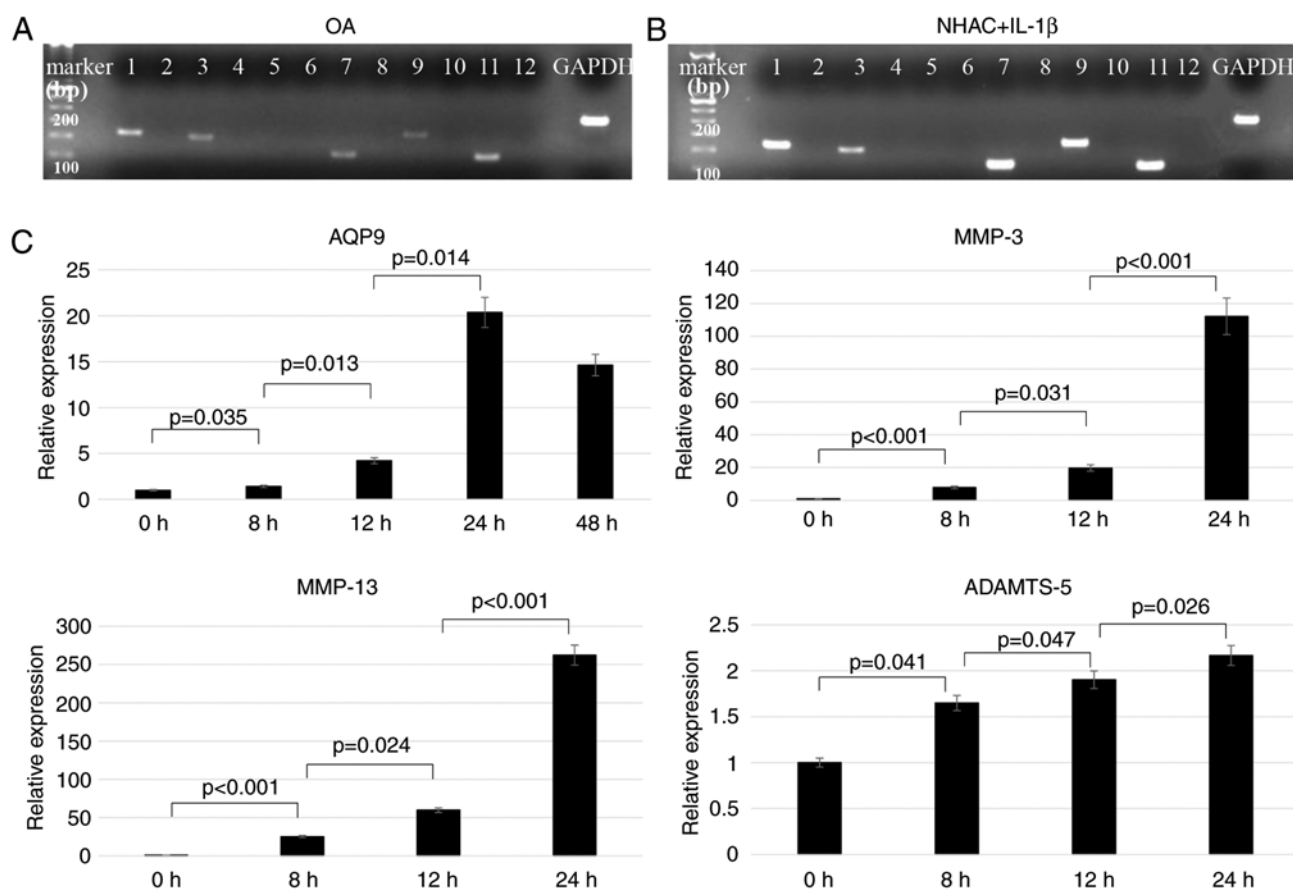 A
OA
marker 1 2 3 4 5 6 7 8 9 10 11 12 GAPDH
(bp)
200
100
B
NHAC+IL-1β
marker 1 2 3 4 5 6 7 8 9 10 11 12 GAPDH
(bp)
200
100
C
AQP9
Relative expression
25
20
15
10
5
0
p=0.035
p=0.013
p=0.014
0 h 8 h 12 h 24 h 48 h
MMP-3
Relative expression
140
120
100
80
60
40
20
0
p<0.001
p=0.031
p<0.001
0 h 8 h 12 h 24 h
MMP-13
Relative expression
300
250
200
150
100
50
0
p<0.001
p=0.024
p<0.001
0 h 8 h 12 h 24 h
ADAMTS-5
Relative expression
2.5
2
1.5
1
0.5
0
p=0.041
p=0.047
p=0.026
0 h 8 h 12 h 24 h